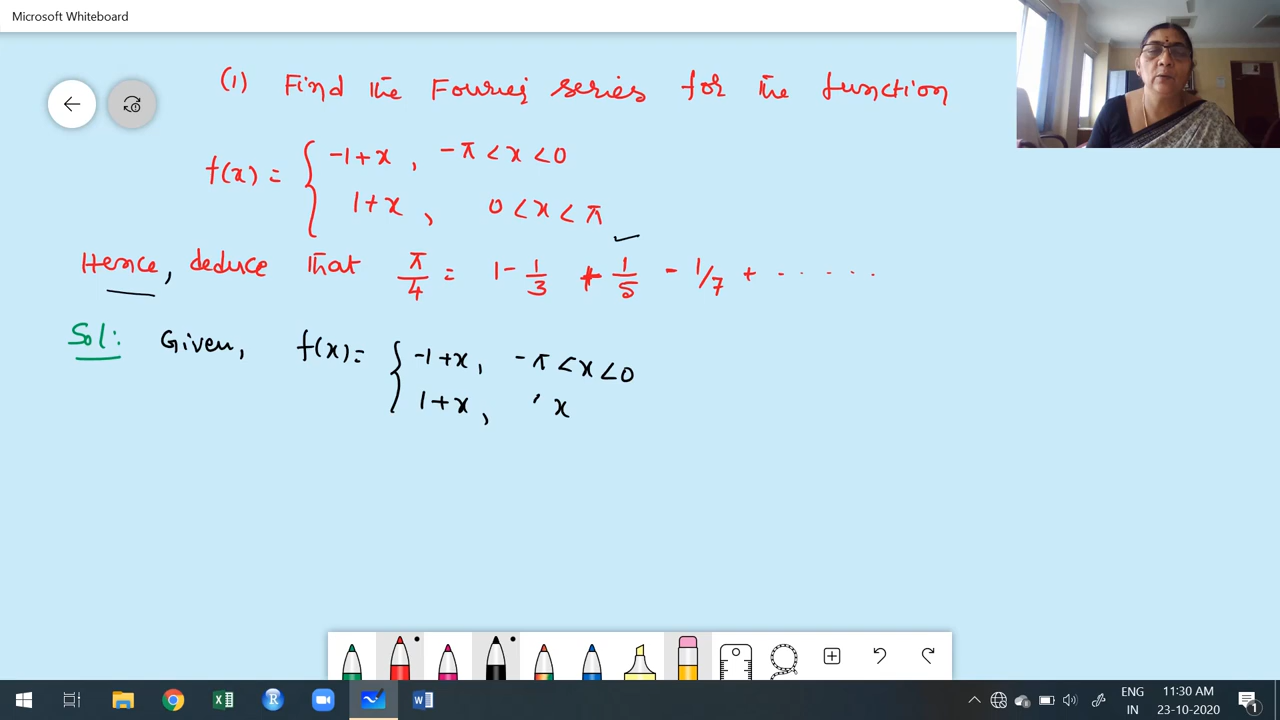 Microsoft Whiteboard
(1) Find the Fourier series for the function
f(x) = { -1+x , -π < x < 0
1+x , 0 < x < π
Hence, deduce that π/4 = 1 - 1/3 + 1/5 - 1/7 + ......
Sol: Given, f(x) = { -1+x, -π < x < 0
1+x, x
ENG 11:30 AM
IN 23-10-2020
1